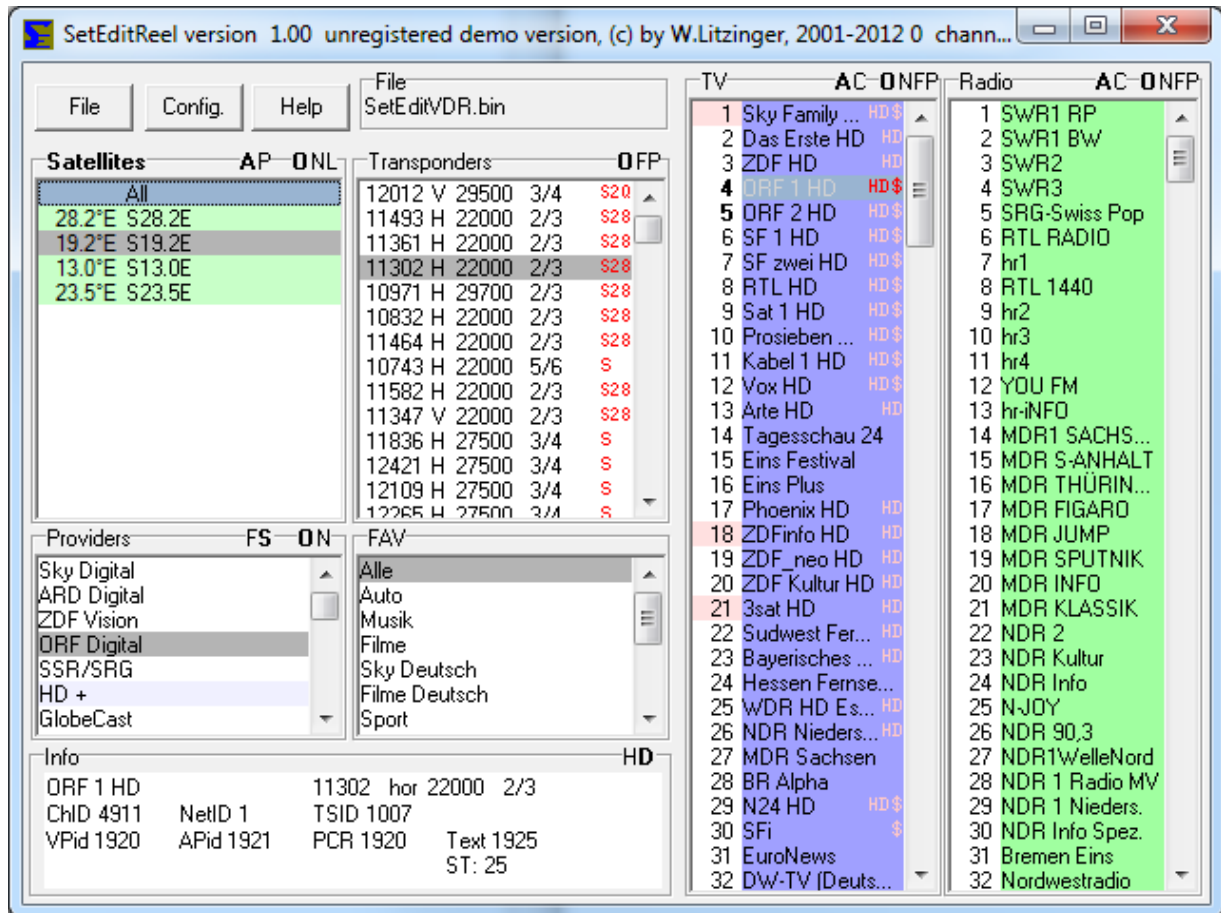 SetEditReel version 1.00 unregistered demo version, (c) by W.Litzinger, 2001-2012 0 chann...
File Config. Help
File
SetEditVDR.bin
Satellites AP ONL
All
28.2°E S28.2E
19.2°E S19.2E
13.0°E S13.0E
23.5°E S23.5E
Transponders OFP
12012 V 29500 3/4 S20
11493 H 22000 2/3 S28
11361 H 22000 2/3 S28
11302 H 22000 2/3 S28
10971 H 29700 2/3 S28
10832 H 22000 2/3 S28
11464 H 22000 2/3 S28
10743 H 22000 5/6 S
11582 H 22000 2/3 S28
11347 V 22000 2/3 S28
11836 H 27500 3/4 S
12421 H 27500 3/4 S
12109 H 27500 3/4 S
12265 H 27500 3/4 S
Providers FS ON
Sky Digital
ARD Digital
ZDF Vision
ORF Digital
SSR/SRG
HD +
GlobeCast
FAV
Alle
Auto
Musik
Filme
Sky Deutsch
Filme Deutsch
Sport
Info HD
ORF 1 HD 11302 hor 22000 2/3
ChID 4911 NetID 1 TSID 1007
VPid 1920 APid 1921 PCR 1920 Text 1925
ST: 25
TV AC ONFP
1 Sky Family ... HD$
2 Das Erste HD HD
3 ZDF HD HD
4 ORF 1 HD HD$
5 ORF 2 HD HD$
6 SF 1 HD HD$
7 SF zwei HD HD$
8 RTL HD HD$
9 Sat 1 HD HD$
10 Prosieben ... HD$
11 Kabel 1 HD HD$
12 Vox HD HD$
13 Arte HD HD
14 Tagesschau 24
15 Eins Festival
16 Eins Plus
17 Phoenix HD HD
18 ZDFinfo HD HD
19 ZDF_neo HD HD
20 ZDF Kultur HD HD
21 3sat HD HD
22 Sudwest Fer... HD
23 Bayerisches ... HD
24 Hessen Fernse...
25 WDR HD Es... HD
26 NDR Nieders... HD
27 MDR Sachsen
28 BR Alpha
29 N24 HD HD$
30 SFi $
31 EuroNews
32 DW-TV (Deuts...
Radio AC ONFP
1 SWR1 RP
2 SWR1 BW
3 SWR2
4 SWR3
5 SRG-Swiss Pop
6 RTL RADIO
7 hr1
8 RTL 1440
9 hr2
10 hr3
11 hr4
12 YOU FM
13 hr-iNFO
14 MDR1 SACHS...
15 MDR S-ANHALT
16 MDR THÜRIN...
17 MDR FIGARO
18 MDR JUMP
19 MDR SPUTNIK
20 MDR INFO
21 MDR KLASSIK
22 NDR 2
23 NDR Kultur
24 NDR Info
25 N-JOY
26 NDR 90,3
27 NDR1WelleNord
28 NDR 1 Radio MV
29 NDR 1 Nieders.
30 NDR Info Spez.
31 Bremen Eins
32 Nordwestradio